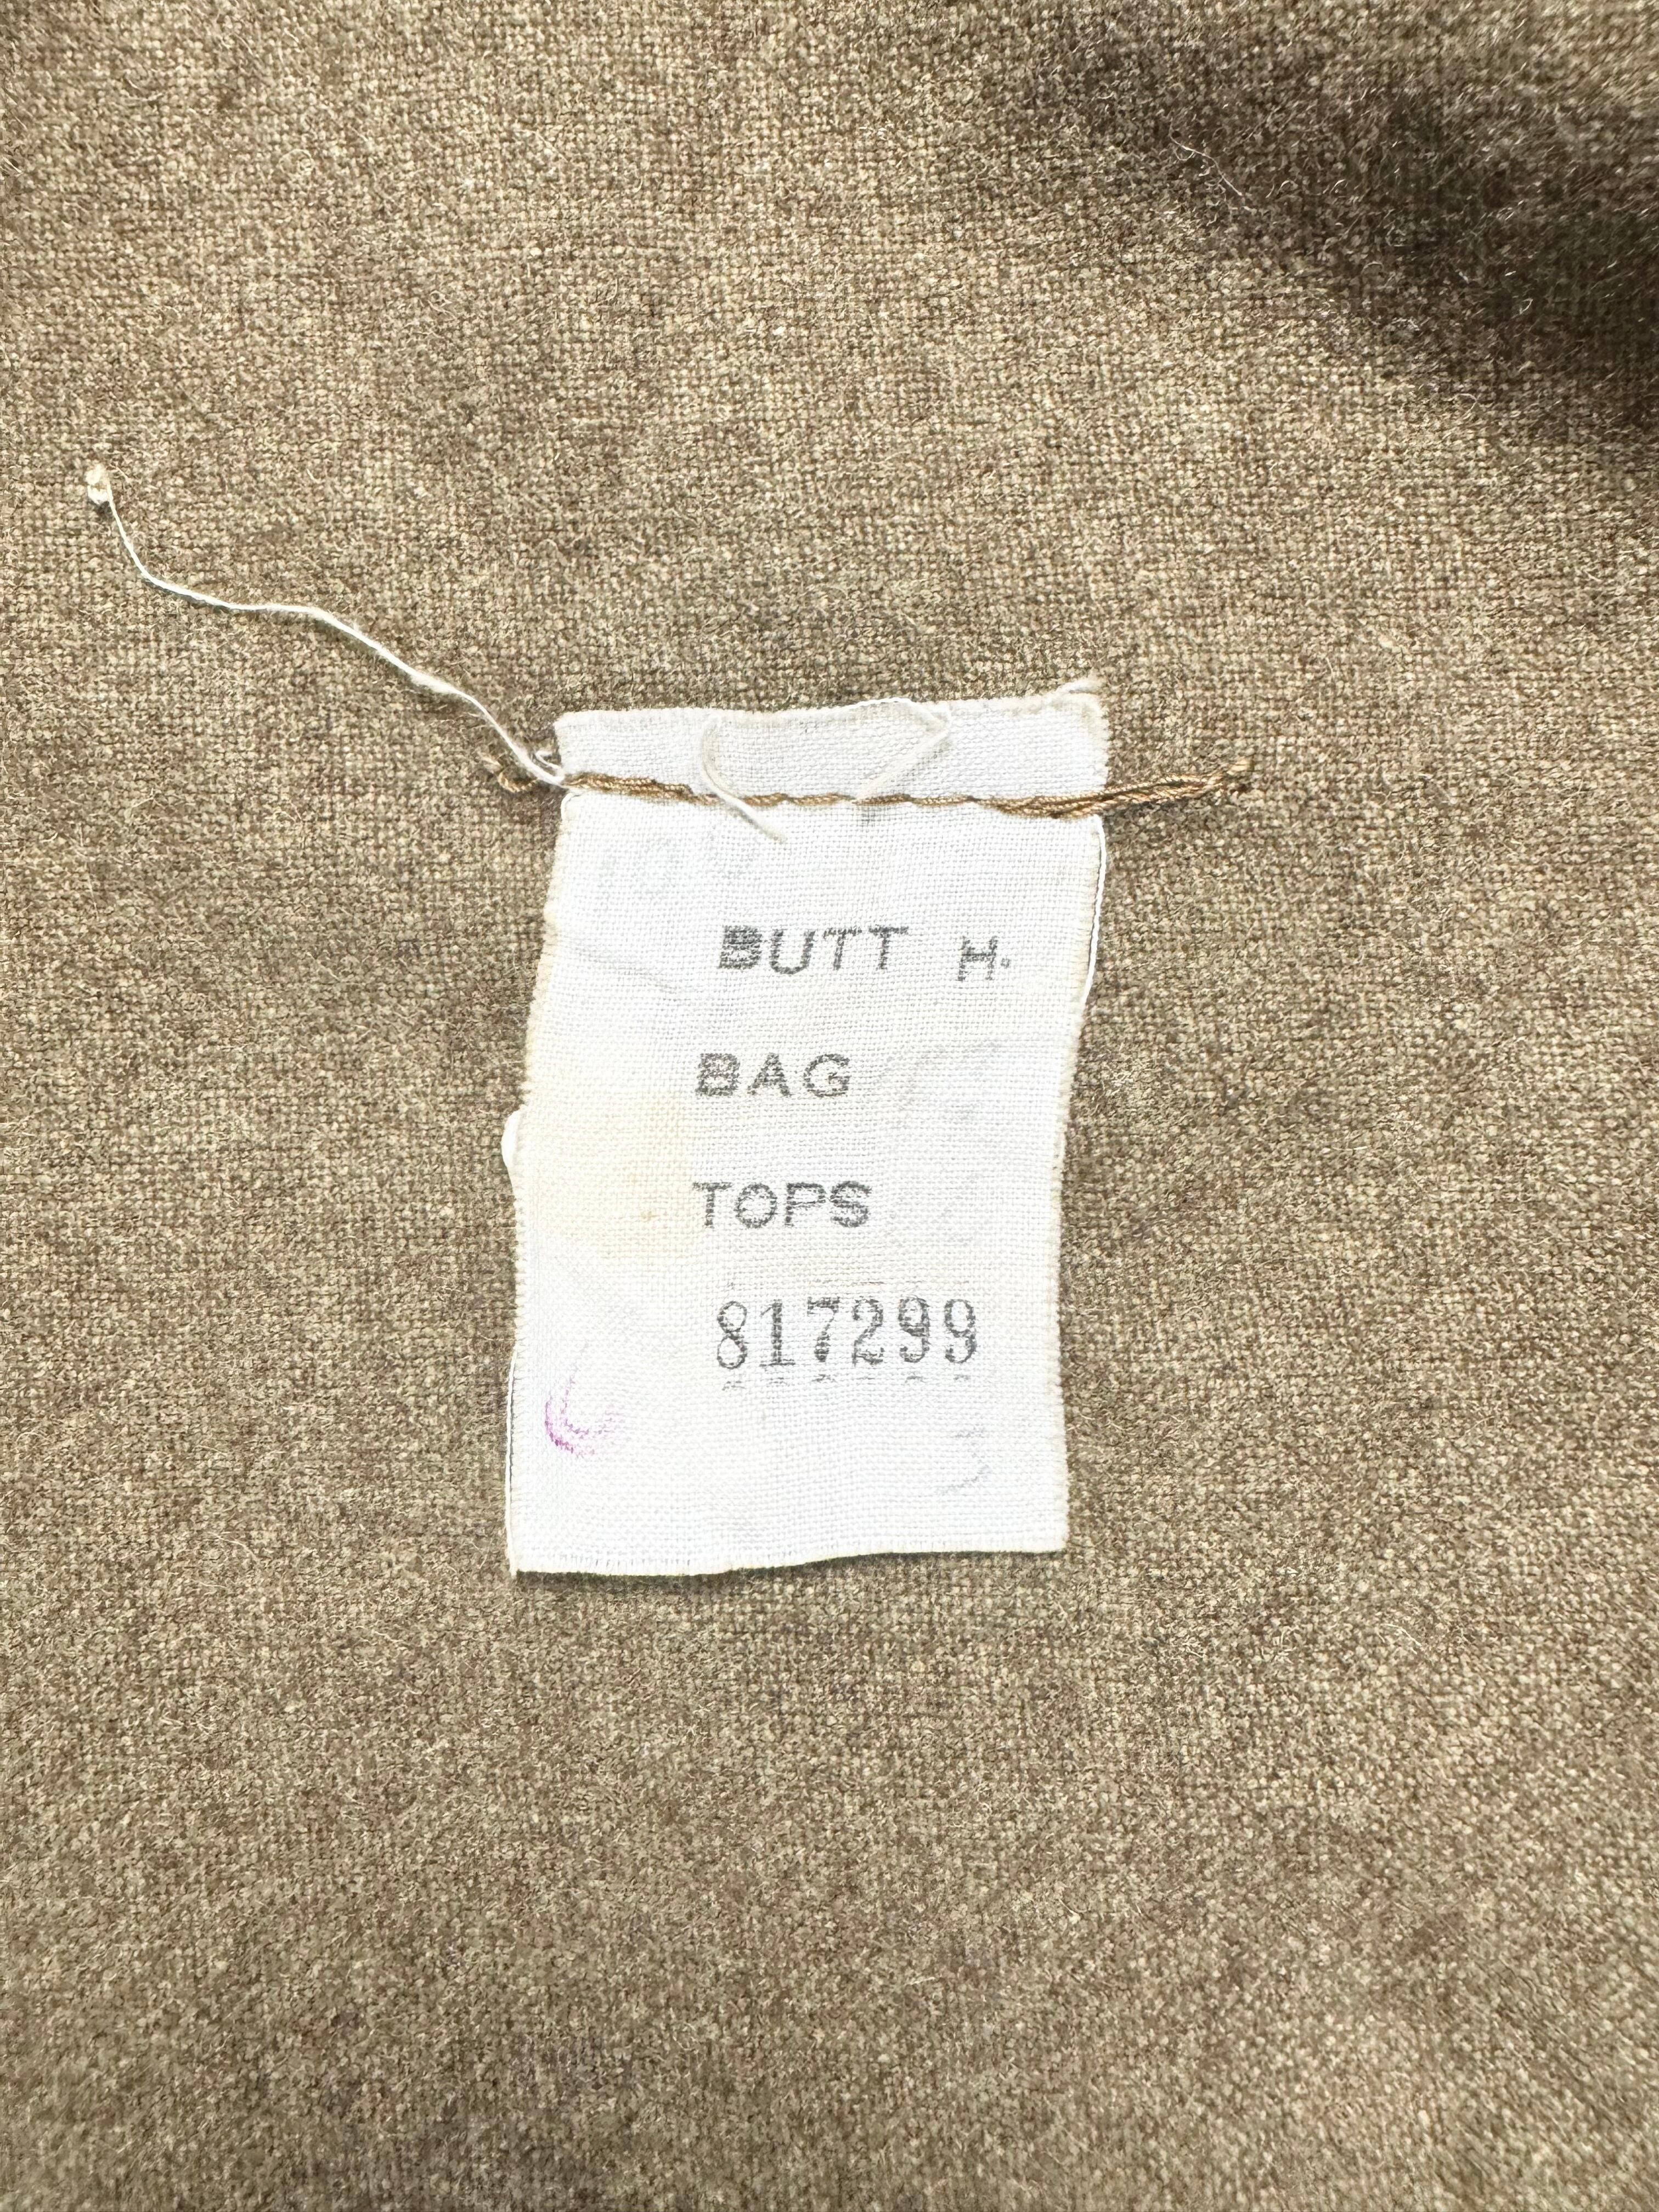 BUTT H.
BAG
TOPS
817299